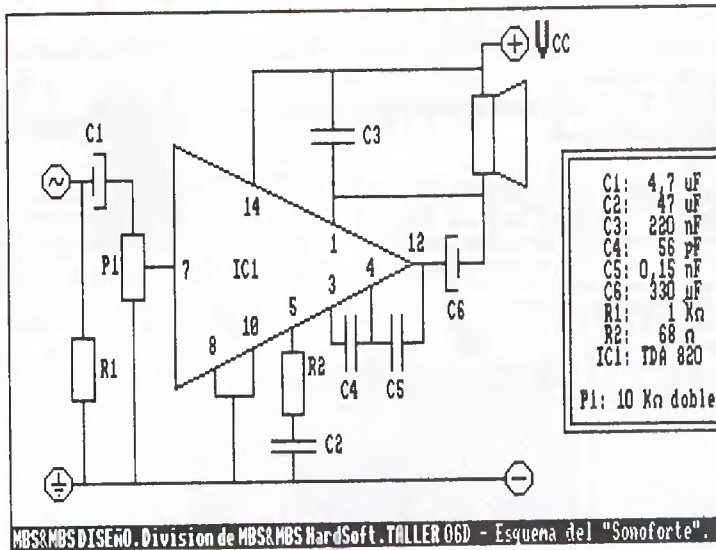 + VCC
C1
C3
14
1
12
P1
7
IC1
4
3
C6
10
5
8
R2
R1
C4
C5
C2
C1: 4,7 uF
C2: 47 uF
C3: 220 nF
C4: 56 pF
C5: 0,15 nF
C6: 330 µF
R1: 1 KΩ
R2: 68 Ω
IC1: TDA 820
P1: 10 KΩ doble
MBS&MBS DISEñO.Division de MBS&MBS HardSoft.TALLER 06D - Esquema del "Sonoforte".